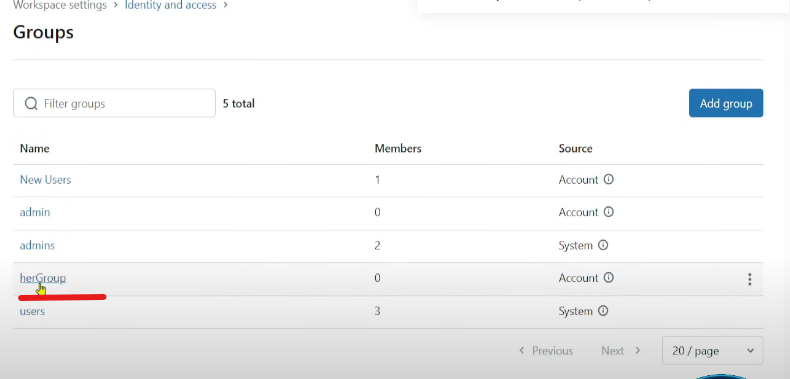 Workspace settings > Identity and access >
Groups
Filter groups
5 total
Add group
Name Members Source
New Users 1 Account
admin 0 Account
admins 2 System
herGroup 0 Account
users 3 System
< Previous Next > 20 / page